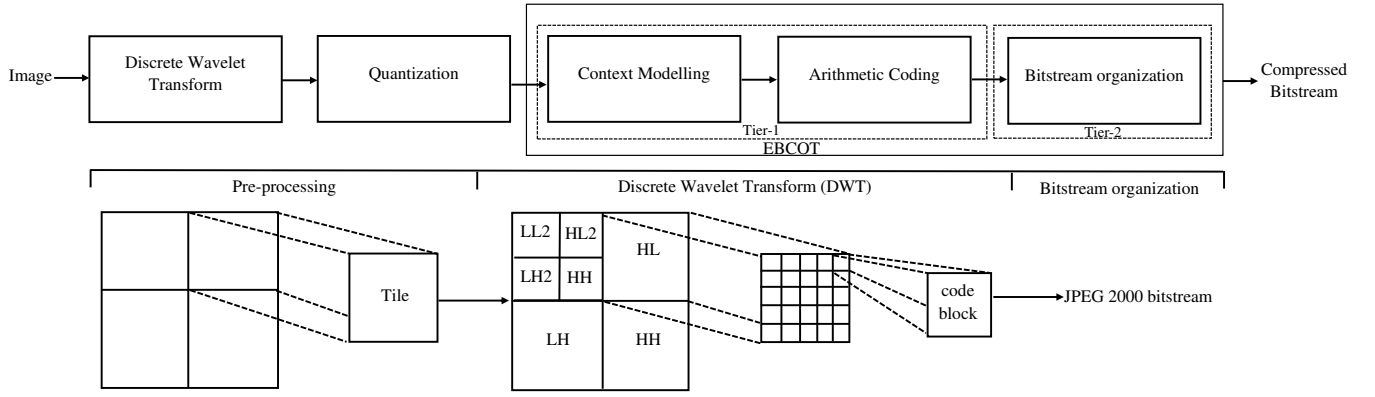 Image
Discrete Wavelet
Transform
Quantization
Context Modelling
Arithmetic Coding
Bitstream organization
Compressed
Bitstream
Tier-1
Tier-2
EBCOT
Pre-processing
Discrete Wavelet Transform (DWT)
Bitstream organization
Tile
LL2
HL2
HL
LH2
HH
LH
HH
code
block
JPEG 2000 bitstream